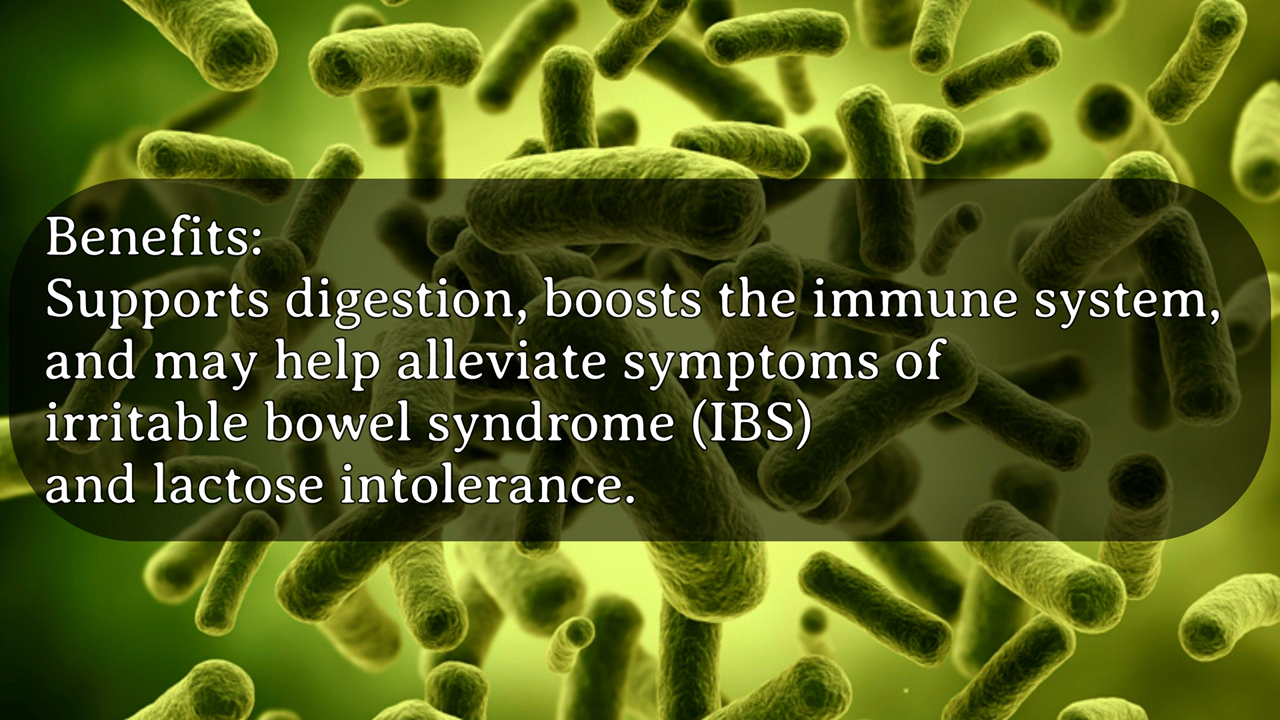 Benefits:
Supports digestion, boosts the immune system,
and may help alleviate symptoms of
irritable bowel syndrome (IBS)
and lactose intolerance.